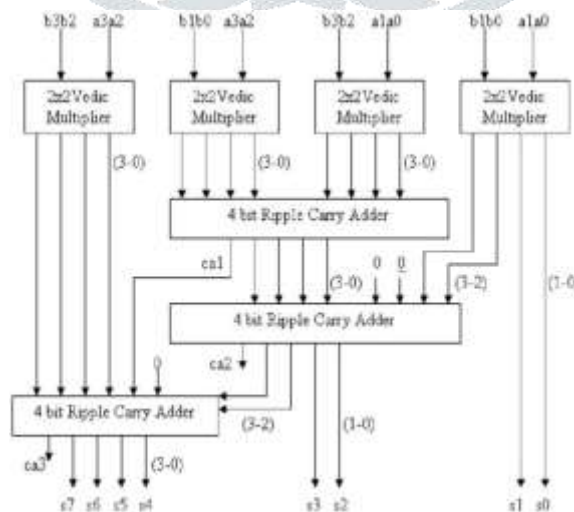 b3b2 a3a2 b1b0 a3a2 b3b2 a1a0 b1b0 a1a0
2x2 Vedic Multiplier
2x2 Vedic Multiplier
2x2 Vedic Multiplier
2x2 Vedic Multiplier
(3-0) (3-0) (3-0)
4 bit Ripple Carry Adder
ca1 (3-0) 0 0 (3-2) (1-0
4 bit Ripple Carry Adder
ca2
0
4 bit Ripple Carry Adder
(3-2) (1-0)
ca3 (3-0)
s7 s6 s5 s4 s3 s2 s1 s0